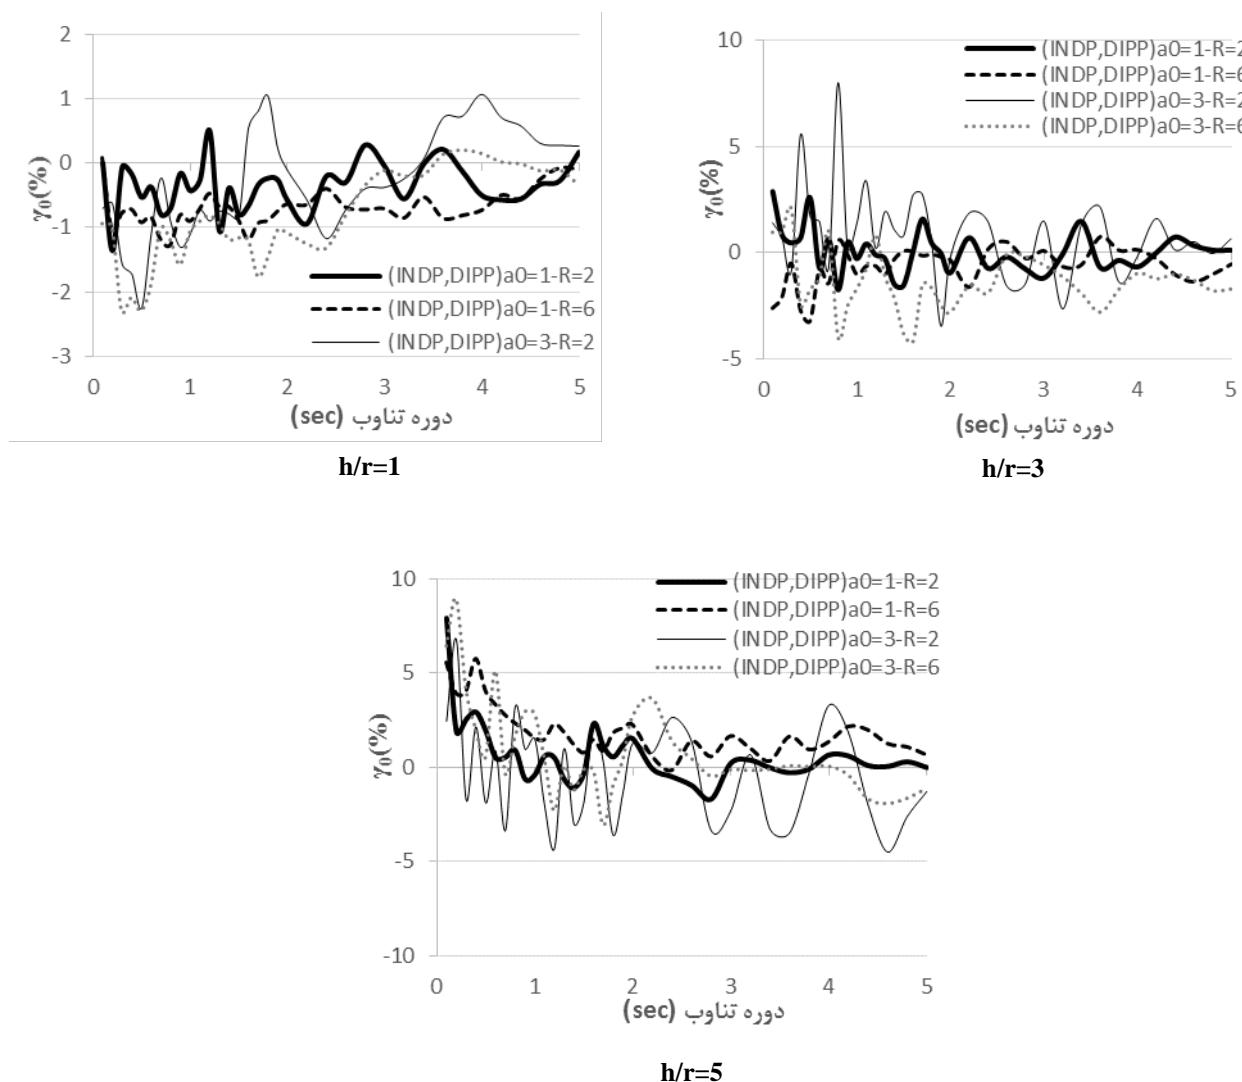 2
1
0
-1
-2
-3
γ₀(%)
(INDP,DIPP)a0=1-R=2
(INDP,DIPP)a0=1-R=6
(INDP,DIPP)a0=3-R=2
0 1 2 3 4 5
دوره تناوب (sec)
h/r=1
10
5
0
-5
γ₀(%)
(INDP,DIPP)a0=1-R=2
(INDP,DIPP)a0=1-R=6
(INDP,DIPP)a0=3-R=2
(INDP,DIPP)a0=3-R=6
0 1 2 3 4 5
دوره تناوب (sec)
h/r=3
10
5
0
-5
-10
γ₀(%)
(INDP,DIPP)a0=1-R=2
(INDP,DIPP)a0=1-R=6
(INDP,DIPP)a0=3-R=2
(INDP,DIPP)a0=3-R=6
0 1 2 3 4 5
دوره تناوب (sec)
h/r=5